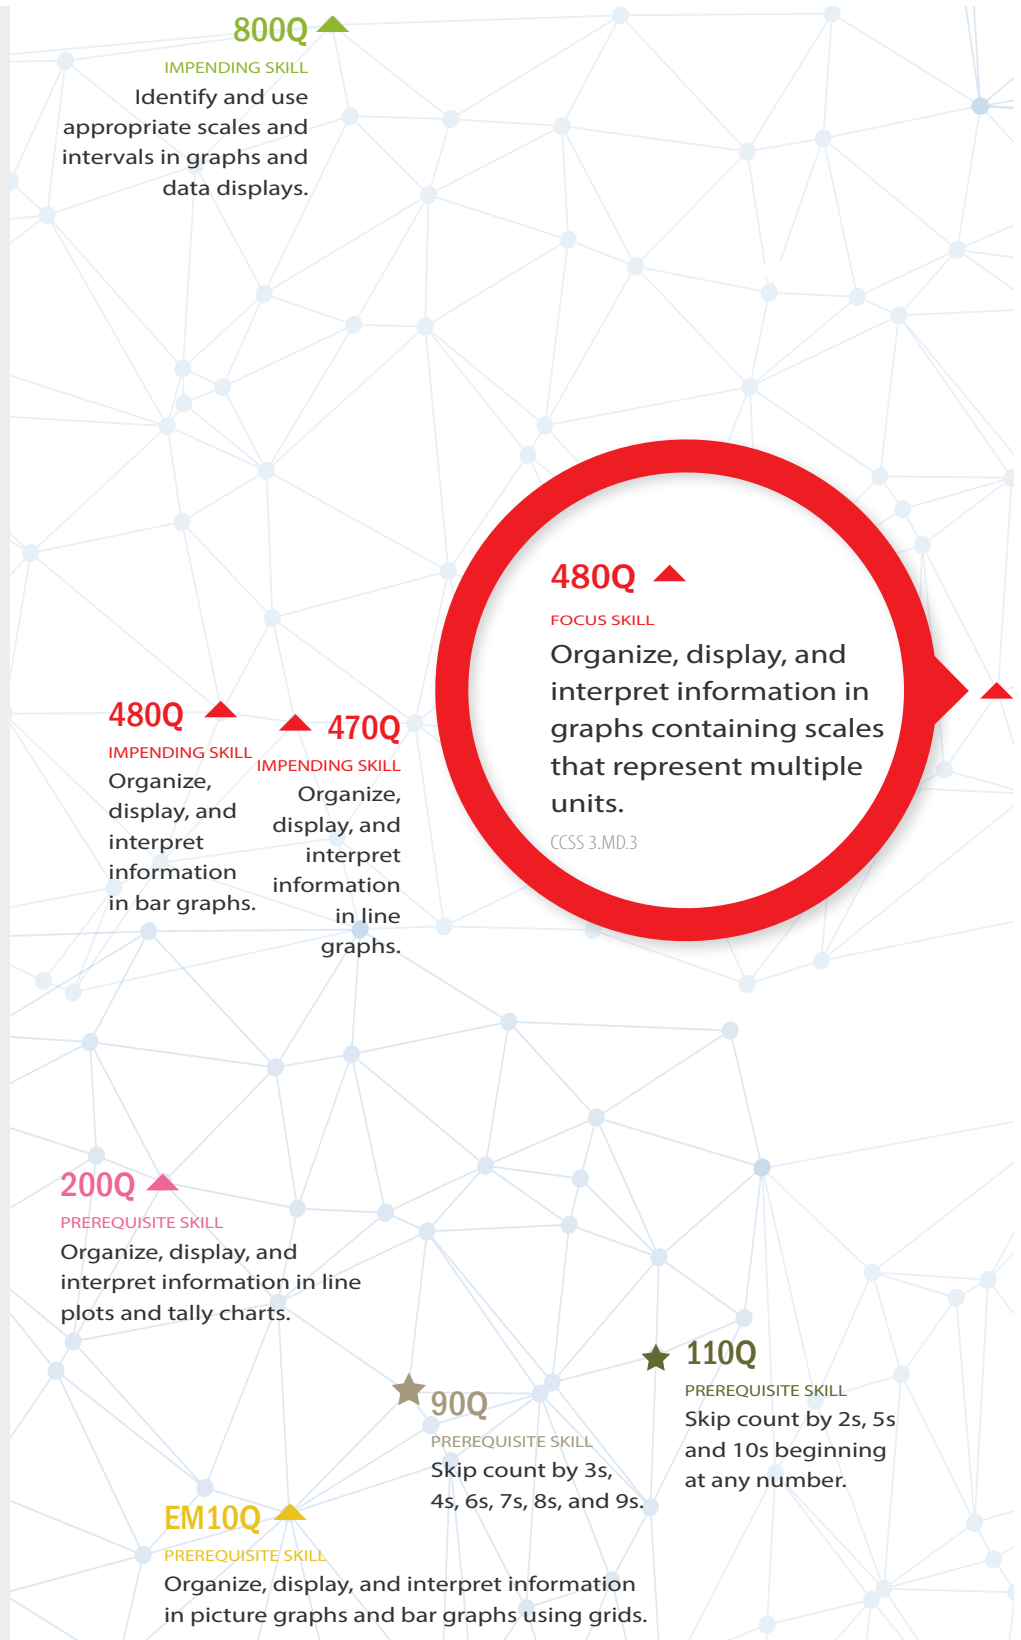 800Q
IMPENDING SKILL
Identify and use
appropriate scales and
intervals in graphs and
data displays.
480Q
FOCUS SKILL
Organize, display, and
interpret information in
graphs containing scales
that represent multiple
units.
CCSS 3.MD.3
480Q
IMPENDING SKILL
Organize,
display, and
interpret
information
in bar graphs.
470Q
IMPENDING SKILL
Organize,
display, and
interpret
information
in line
graphs.
200Q
PREREQUISITE SKILL
Organize, display, and
interpret information in line
plots and tally charts.
110Q
PREREQUISITE SKILL
Skip count by 2s, 5s
and 10s beginning
at any number.
90Q
PREREQUISITE SKILL
Skip count by 3s,
4s, 6s, 7s, 8s, and 9s.
EM10Q
PREREQUISITE SKILL
Organize, display, and interpret information
in picture graphs and bar graphs using grids.